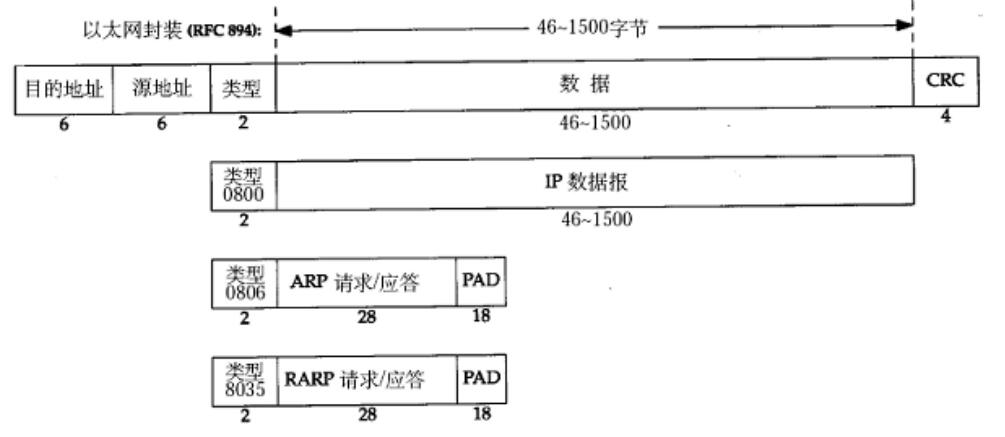 以太网封装 (RFC 894): 46~1500字节
目的地址 源地址 类型 数 据 CRC
6 6 2 46~1500 4
类型 0800 IP 数据报
2 46~1500
类型 0806 ARP 请求/应答 PAD
2 28 18
类型 8035 RARP 请求/应答 PAD
2 28 18